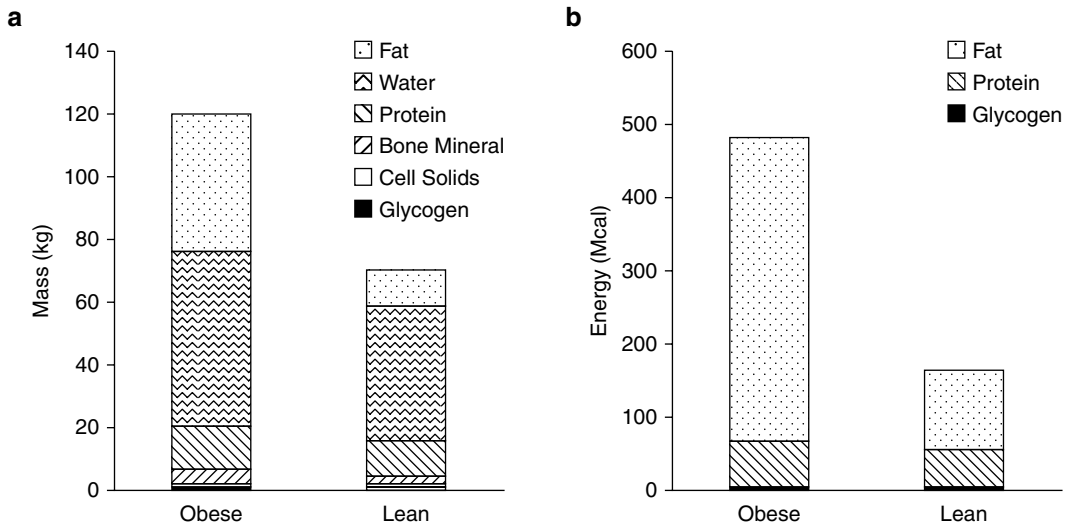 a
140
120
100
80
60
40
20
0
Mass (kg)
Fat
Water
Protein
Bone Mineral
Cell Solids
Glycogen
Obese
Lean
b
600
500
400
300
200
100
0
Energy (Mcal)
Fat
Protein
Glycogen
Obese
Lean